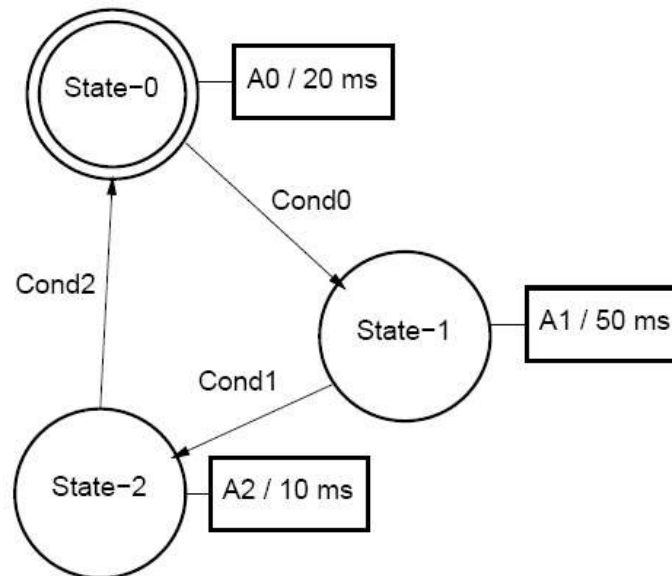 State−0
A0 / 20 ms
Cond0
Cond2
State−1
A1 / 50 ms
Cond1
State−2
A2 / 10 ms